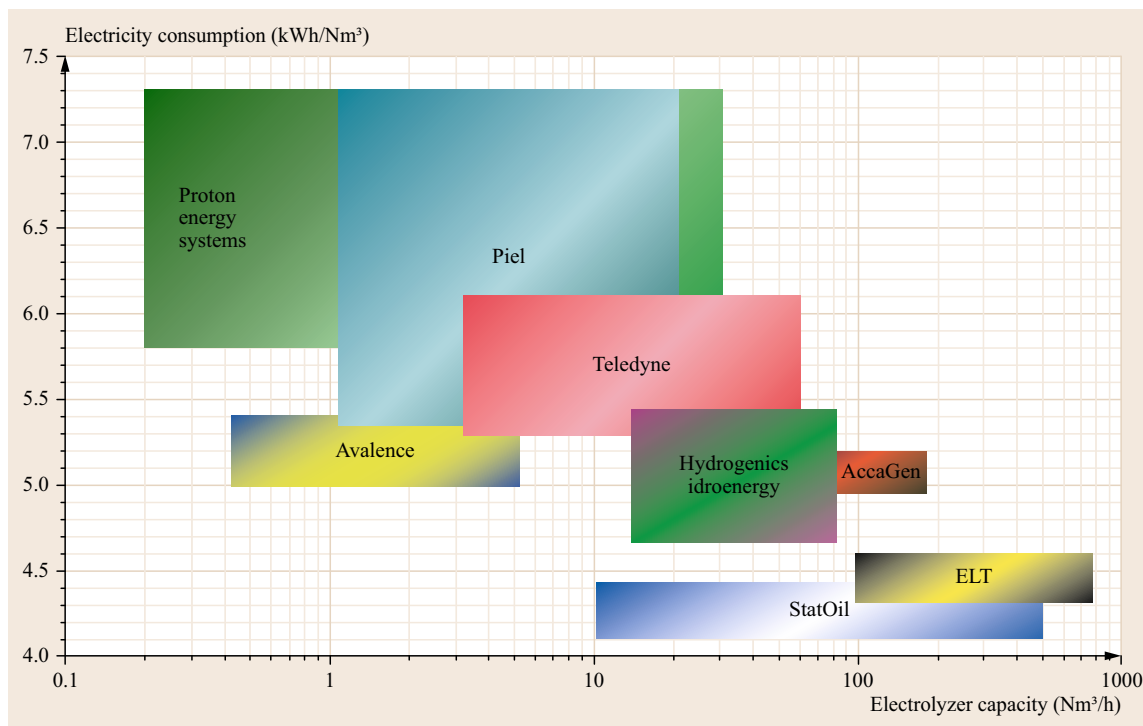 Electricity consumption (kWh/Nm³)
7.5
7.0
6.5
6.0
5.5
5.0
4.5
4.0
Proton
energy
systems
Piel
Teledyne
Avalence
Hydrogenics
idroenergy
AccaGen
ELT
StatOil
0.1
1
10
100
1000
Electrolyzer capacity (Nm³/h)